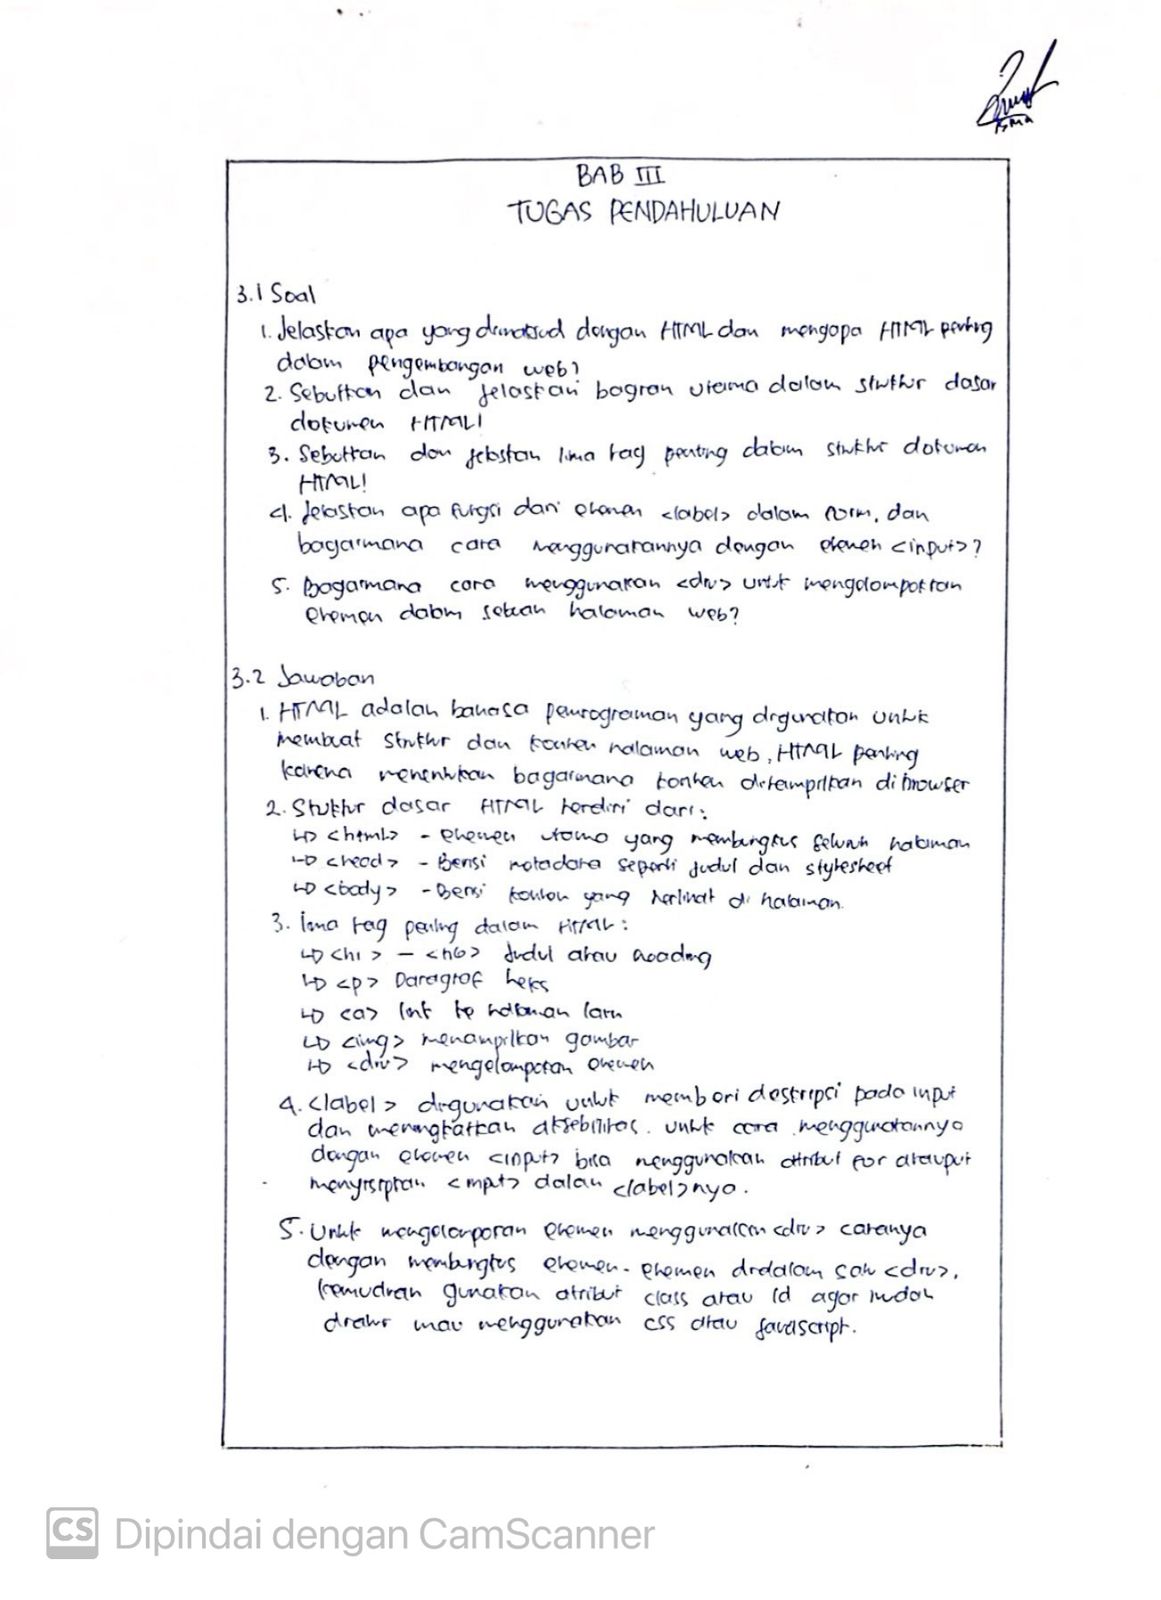 BMA
BAB III
TUGAS PENDAHULUAN
3.1 Soal
1. Jelaskan apa yang dimaksud dengan HTML dan mengapa HTML penting
dalam pengembangan web?
2. Sebutkan dan jelaskan bagian utama dalam struktur dasar
dokumen HTML!
3. Sebutkan dan jelaskan lima tag penting dalam struktur dokumen
HTML!
4. Jelaskan apa fungsi dari elemen <label> dalam form, dan
bagaimana cara menggunakannya dengan elemen <input>?
5. Bagaimana cara menggunakan <div> untuk mengelompokkan
elemen dalam sebuah halaman web?
3.2 Jawaban
1. HTML adalah bahasa pemrograman yang digunakan untuk
membuat struktur dan konten halaman web, HTML penting
karena menentukan bagaimana konten ditampilkan di browser
2. Stuktur dasar HTML terdiri dari:
↳ <html> - elemen utama yang membungkus seluruh halaman
↳ <head> - Berisi metadata seperti judul dan stylesheet
↳ <body> - Berisi konten yang terlihat di halaman.
3. lima tag penting dalam HTML:
↳ <h1> - <h6> Judul atau heading
↳ <p> Paragraf teks
↳ <a> link ke halaman lain
↳ <img> menampilkan gambar
↳ <div> mengelompokan elemen
4. <label> digunakan untuk memberi deskripsi pada input
dan meningkatkan aksebilitas. untuk cara menggunakannya
dengan elemen <input> bisa menggunakan atribut for ataupun
menyisipkan <input> dalam <label>nya.
5. Untuk mengelompokan elemen menggunakan <div> caranya
dengan membungkus elemen-elemen didalam satu <div>,
kemudian gunakan atribut class atau id agar mudah
diatur mau menggunakan css atau javascript.
CS Dipindai dengan CamScanner